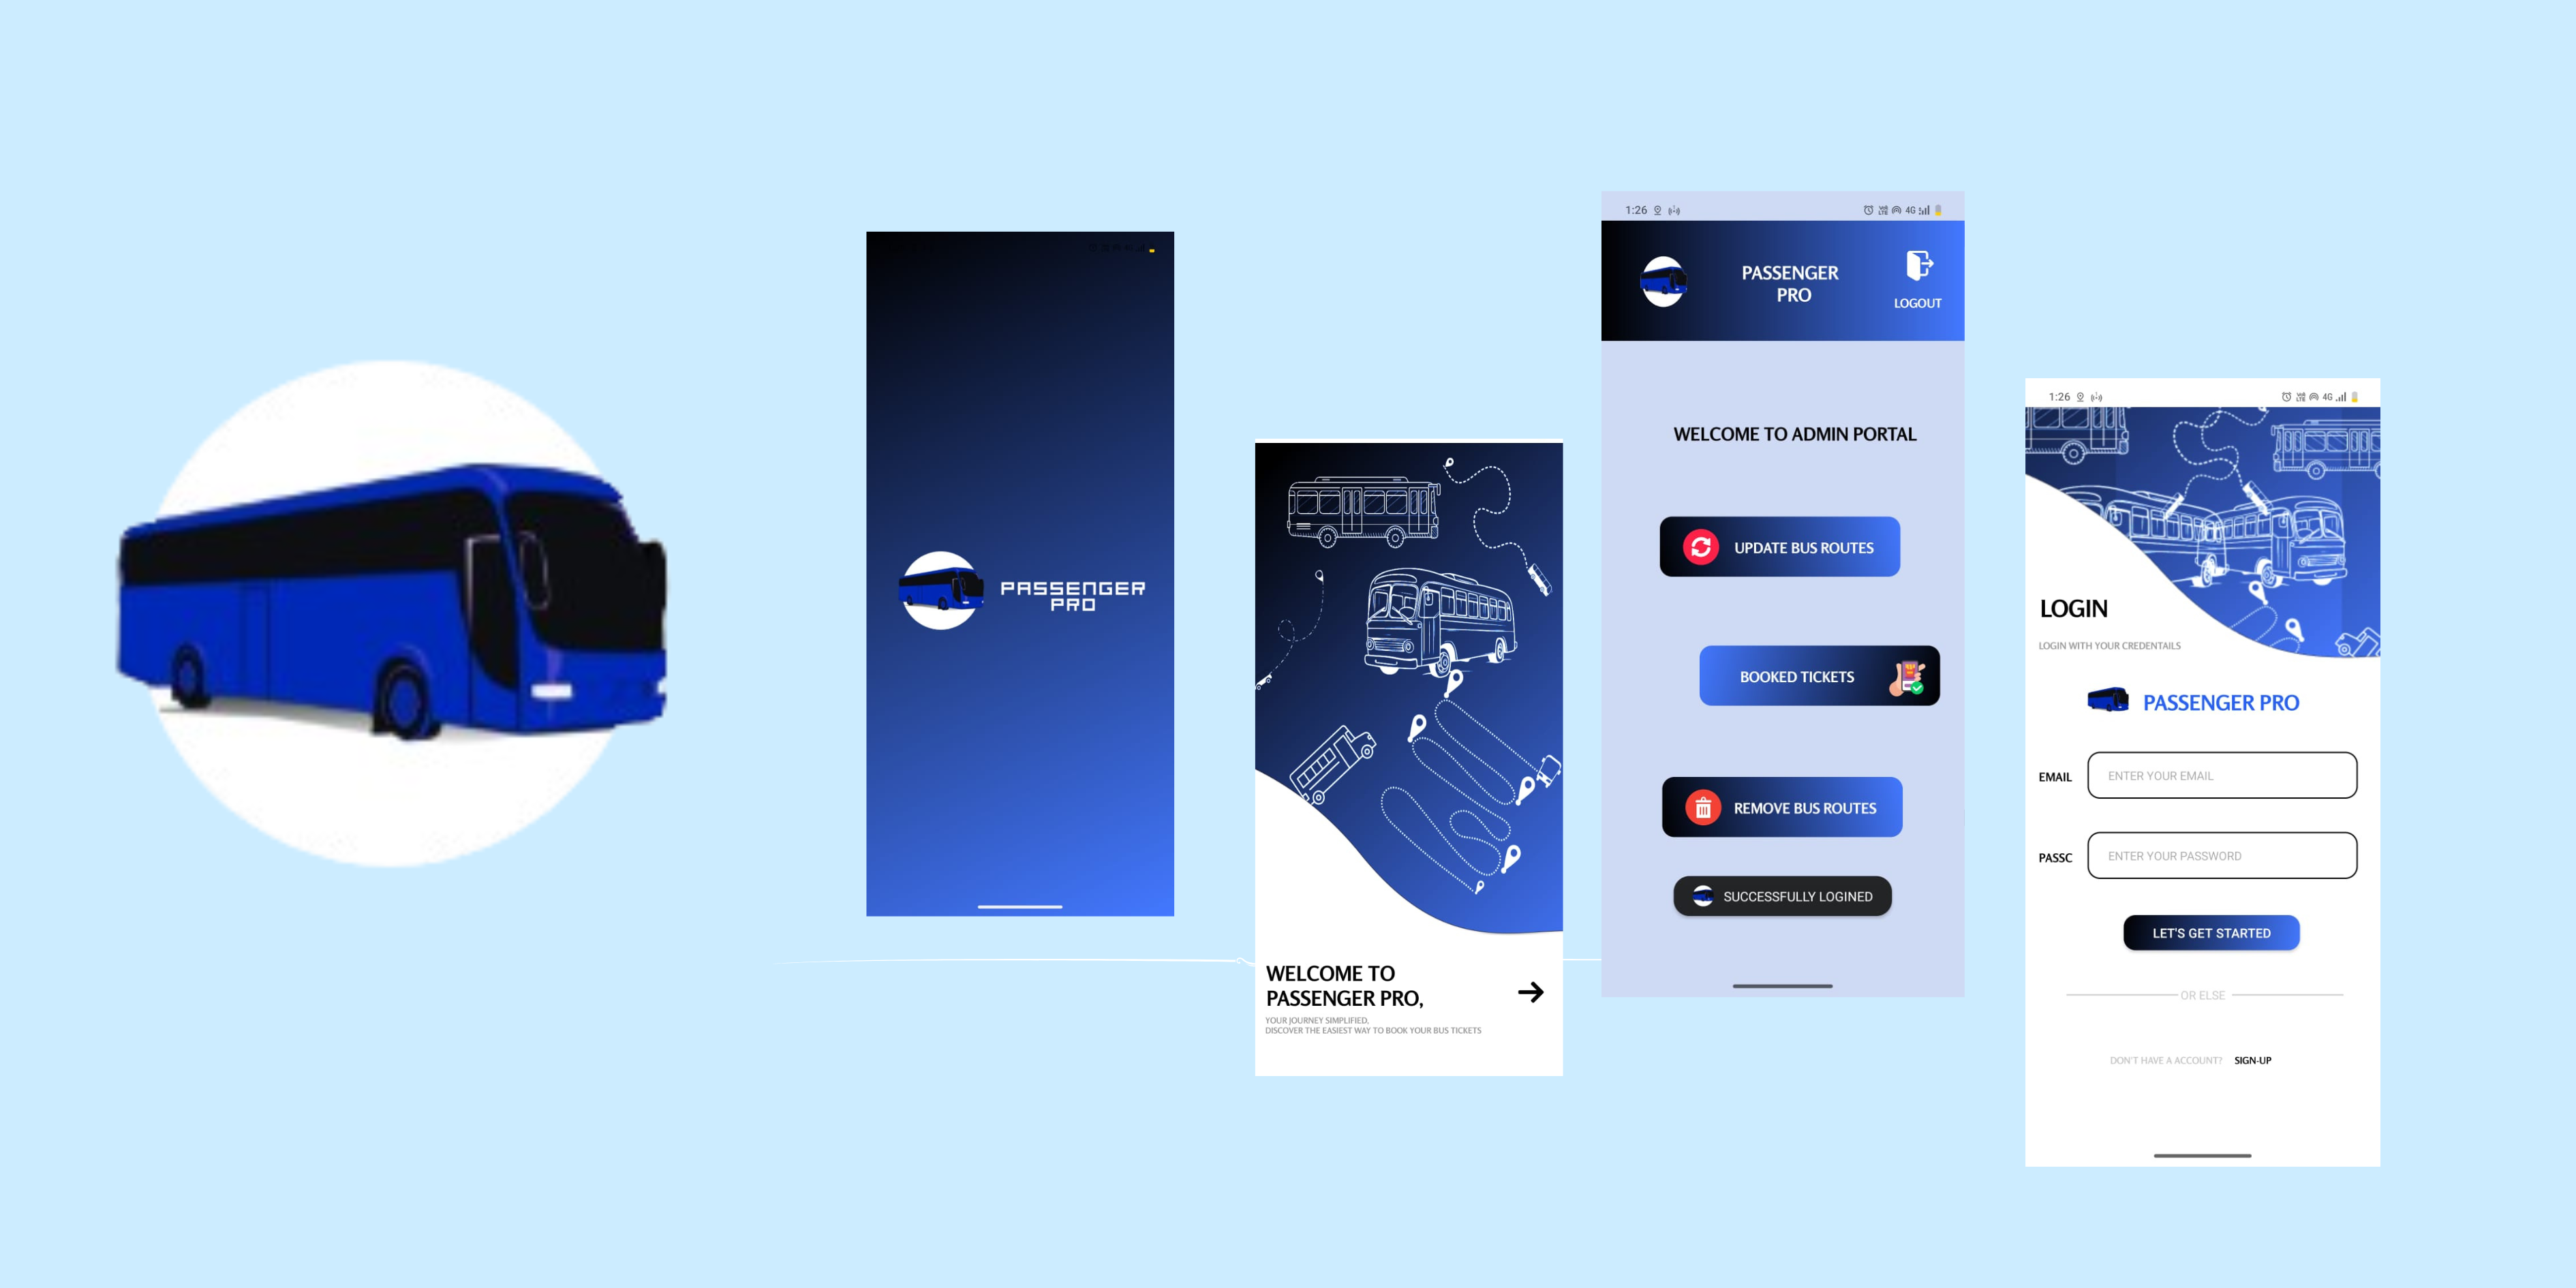 PASSENGER
PRO
WELCOME TO
PASSENGER PRO,
YOUR JOURNEY SIMPLIFIED,
DISCOVER THE EASIEST WAY TO BOOK YOUR BUS TICKETS
1:26
4G
PASSENGER
PRO
LOGOUT
WELCOME TO ADMIN PORTAL
UPDATE BUS ROUTES
BOOKED TICKETS
REMOVE BUS ROUTES
SUCCESSFULLY LOGINED
1:26
4G
LOGIN
LOGIN WITH YOUR CREDENTAILS
PASSENGER PRO
EMAIL ENTER YOUR EMAIL
PASSC ENTER YOUR PASSWORD
LET'S GET STARTED
OR ELSE
DON'T HAVE A ACCOUNT? SIGN-UP